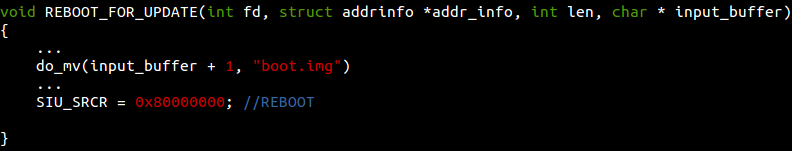 void REBOOT_FOR_UPDATE(int fd, struct addrinfo *addr_info, int len, char * input_buffer)
{
    ...
    do_mv(input_buffer + 1, "boot.img")
    ...
    SIU_SRCR = 0x80000000; //REBOOT
}